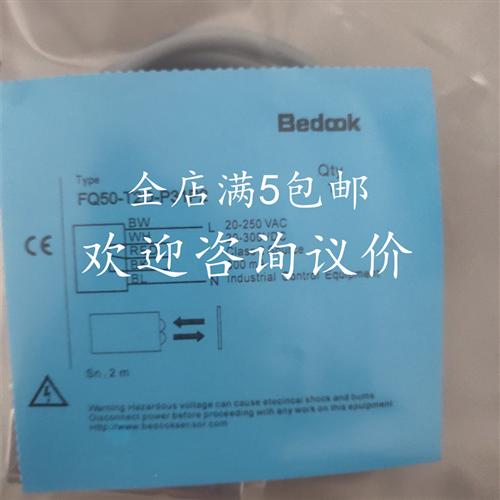 Bedook
Type
Qty
FQ50-
全店满5包邮
欢迎咨询议价
BW L 20-250 VAC
BL N Industrial Control Equipment
Sn. 2 m
Warning Hazardous voltage can cause electrical shock and
Disconnect power before proceeding with any work on this equipment
Http://www.bedooksensor.com
CE